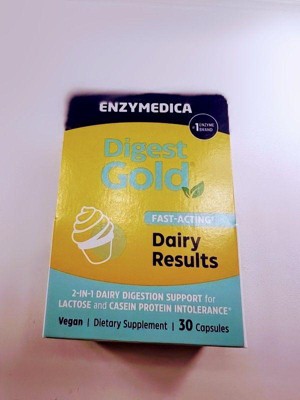 ENZYMEDICA
#1 ENZYME
BRAND
Digest
Gold
FAST-ACTING
Dairy
Results
2-IN-1 DAIRY DIGESTION SUPPORT for
LACTOSE and CASEIN PROTEIN INTOLERANCE*
Vegan | Dietary Supplement | 30 Capsules